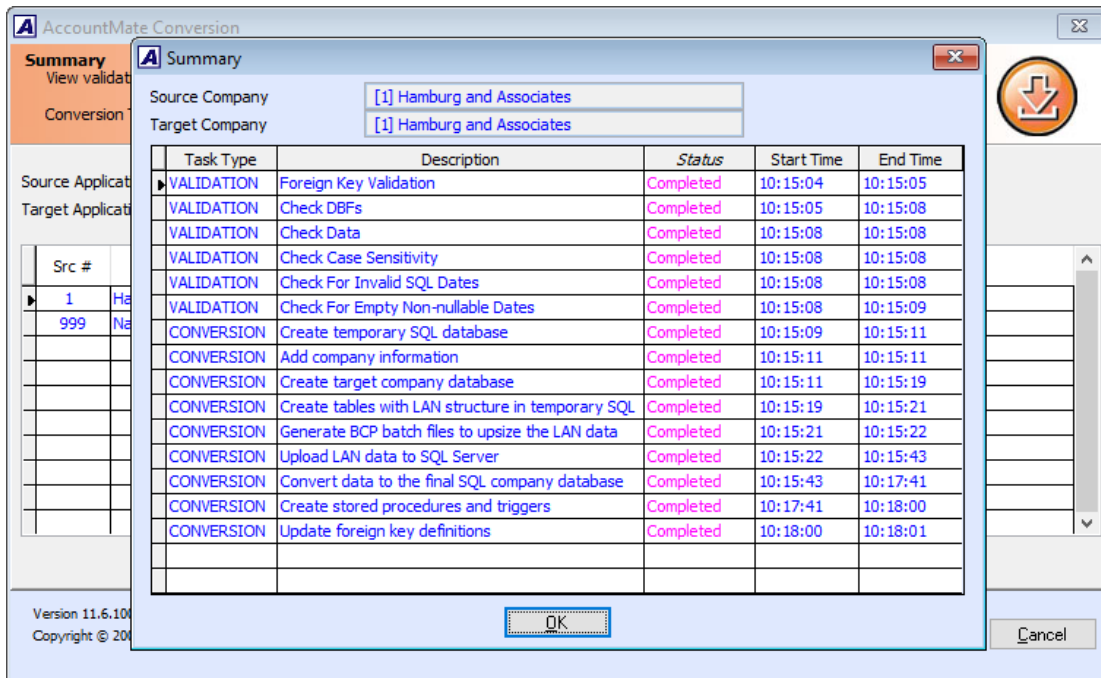 AccountMate Conversion
Summary
View validat
Conversion
Source Applicat
Target Applicati
Src #
1 Ha
999 Na
Version 11.6.100
Copyright © 200
Cancel
Summary
Source Company [1] Hamburg and Associates
Target Company [1] Hamburg and Associates
Task Type Description Status Start Time End Time
VALIDATION Foreign Key Validation Completed 10:15:04 10:15:05
VALIDATION Check DBFs Completed 10:15:05 10:15:08
VALIDATION Check Data Completed 10:15:08 10:15:08
VALIDATION Check Case Sensitivity Completed 10:15:08 10:15:08
VALIDATION Check For Invalid SQL Dates Completed 10:15:08 10:15:08
VALIDATION Check For Empty Non-nullable Dates Completed 10:15:08 10:15:09
CONVERSION Create temporary SQL database Completed 10:15:09 10:15:11
CONVERSION Add company information Completed 10:15:11 10:15:11
CONVERSION Create target company database Completed 10:15:11 10:15:19
CONVERSION Create tables with LAN structure in temporary SQL Completed 10:15:19 10:15:21
CONVERSION Generate BCP batch files to upsize the LAN data Completed 10:15:21 10:15:22
CONVERSION Upload LAN data to SQL Server Completed 10:15:22 10:15:43
CONVERSION Convert data to the final SQL company database Completed 10:15:43 10:17:41
CONVERSION Create stored procedures and triggers Completed 10:17:41 10:18:00
CONVERSION Update foreign key definitions Completed 10:18:00 10:18:01
OK